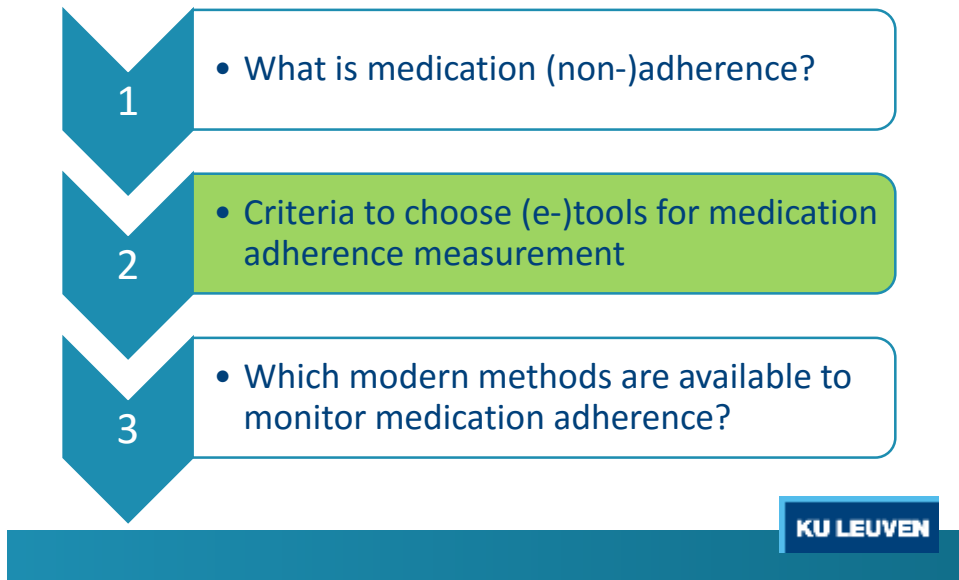 1
• What is medication (non-)adherence?
2
• Criteria to choose (e-)tools for medication
adherence measurement
3
• Which modern methods are available to
monitor medication adherence?
KU LEUVEN